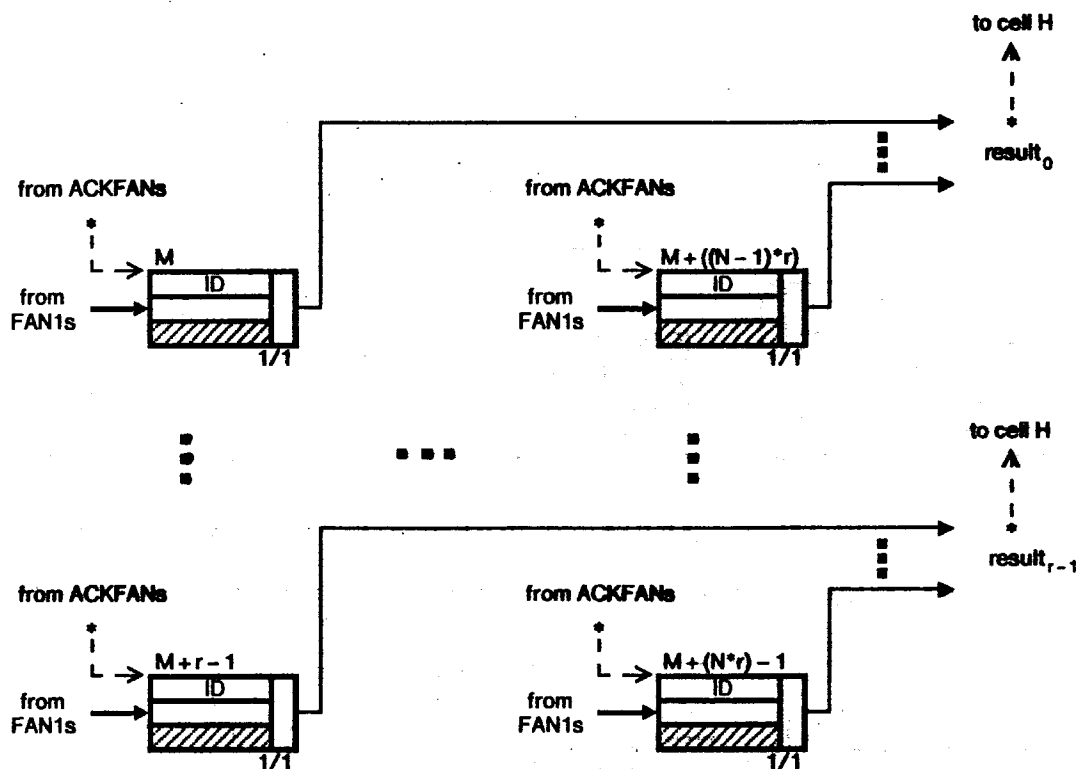 to cell H
*
result₀
from ACKFANs
*
from ACKFANs
*
M
M + ((N – 1)*r)
ID
ID
from
FAN1s
from
FAN1s
1/1
1/1
to cell H
*
result r – 1
from ACKFANs
*
from ACKFANs
*
M + r – 1
M + (N*r) – 1
ID
ID
from
FAN1s
from
FAN1s
1/1
1/1